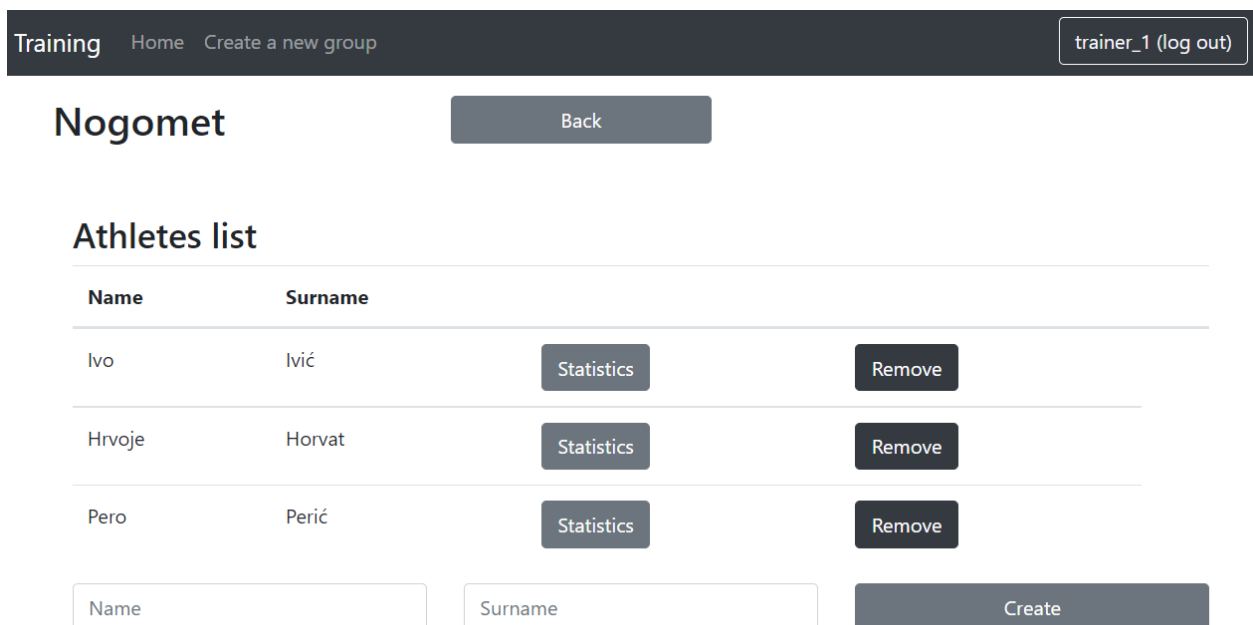 Training Home Create a new group trainer_1 (log out)
Nogomet Back
Athletes list
Name Surname
Ivo Ivić Statistics Remove
Hrvoje Horvat Statistics Remove
Pero Perić Statistics Remove
Name Surname Create